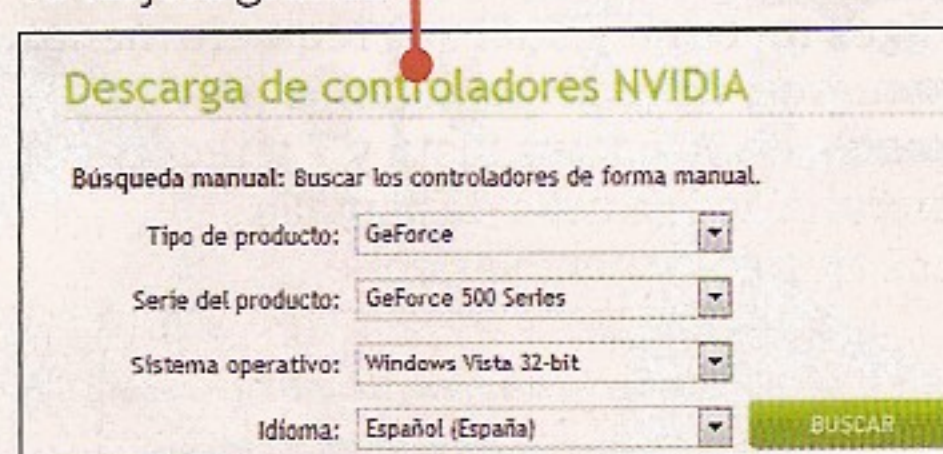 Descarga de controladores NVIDIA
Búsqueda manual: Buscar los controladores de forma manual.
Tipo de producto: GeForce
Serie del producto: GeForce 500 Series
Sistema operativo: Windows Vista 32-bit
Idioma: Español (España) BUSCAR